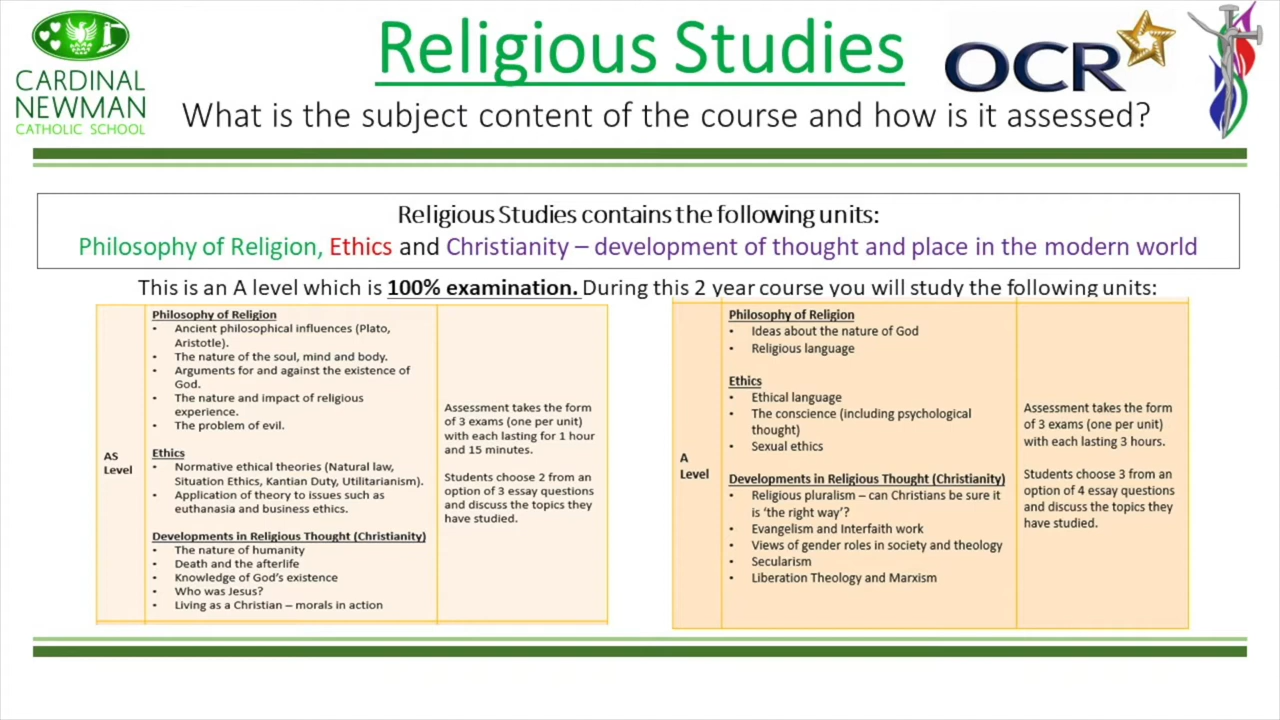 CARDINAL
NEWMAN
CATHOLIC SCHOOL
Religious Studies
OCR
What is the subject content of the course and how is it assessed?
Religious Studies contains the following units:
Philosophy of Religion, Ethics and Christianity – development of thought and place in the modern world
This is an A level which is 100% examination. During this 2 year course you will study the following units:
AS
Level
Philosophy of Religion
• Ancient philosophical influences (Plato,
Aristotle).
• The nature of the soul, mind and body.
• Arguments for and against the existence of
God.
• The nature and impact of religious
experience.
• The problem of evil.
Ethics
• Normative ethical theories (Natural law,
Situation Ethics, Kantian Duty, Utilitarianism).
• Application of theory to issues such as
euthanasia and business ethics.
Developments in Religious Thought (Christianity)
• The nature of humanity
• Death and the afterlife
• Knowledge of God's existence
• Who was Jesus?
• Living as a Christian – morals in action
Assessment takes the form
of 3 exams (one per unit)
with each lasting for 1 hour
and 15 minutes.
Students choose 2 from an
option of 3 essay questions
and discuss the topics they
have studied.
A
Level
Philosophy of Religion
• Ideas about the nature of God
• Religious language
Ethics
• Ethical language
• The conscience (including psychological
thought)
• Sexual ethics
Developments in Religious Thought (Christianity)
• Religious pluralism – can Christians be sure it
is 'the right way'?
• Evangelism and Interfaith work
• Views of gender roles in society and theology
• Secularism
• Liberation Theology and Marxism
Assessment takes the form
of 3 exams (one per unit)
with each lasting 3 hours.
Students choose 3 from an
option of 4 essay questions
and discuss the topics they
have studied.